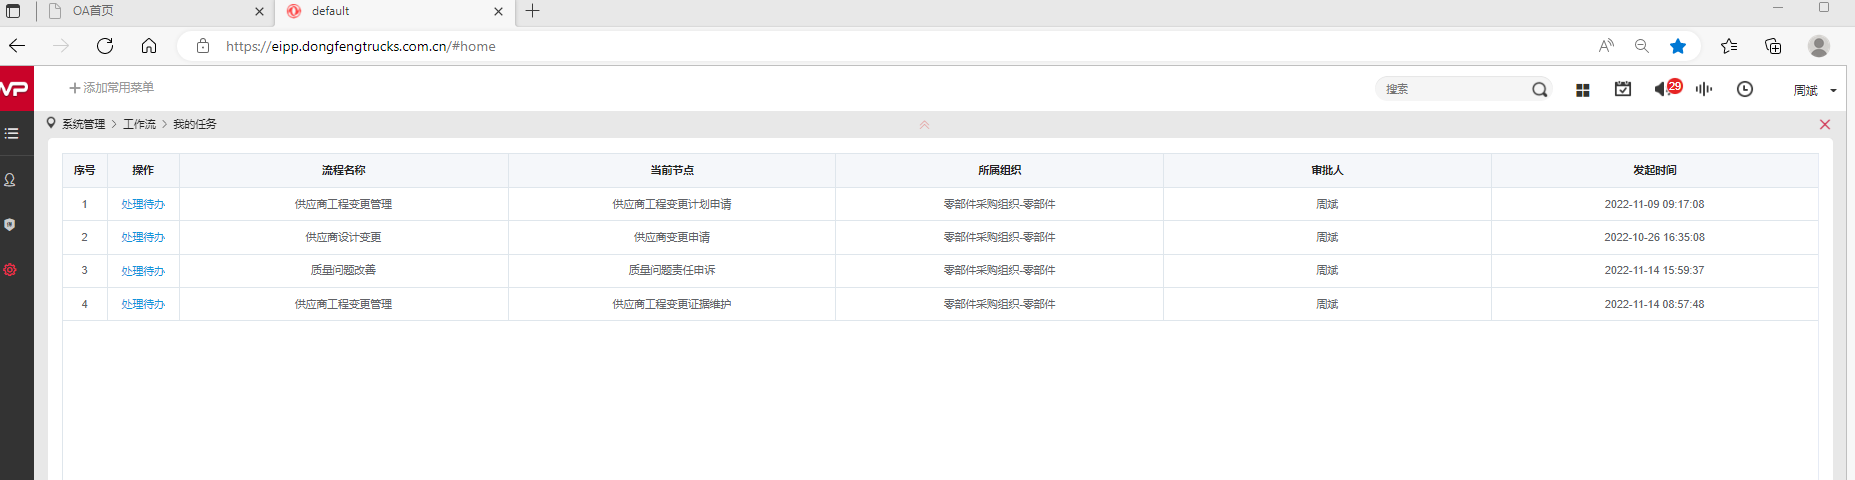 OA首页
default
https://eipp.dongfengtrucks.com.cn/#home
添加常用菜单
搜索
29
周斌
系统管理 > 工作流 > 我的任务
序号 操作 流程名称 当前节点 所属组织 审批人 发起时间
1 处理待办 供应商工程变更管理 供应商工程变更计划申请 零部件采购组织-零部件 周斌 2022-11-09 09:17:08
2 处理待办 供应商设计变更 供应商变更申请 零部件采购组织-零部件 周斌 2022-10-26 16:35:08
3 处理待办 质量问题改善 质量问题责任申诉 零部件采购组织-零部件 周斌 2022-11-14 15:59:37
4 处理待办 供应商工程变更管理 供应商工程变更证据维护 零部件采购组织-零部件 周斌 2022-11-14 08:57:48